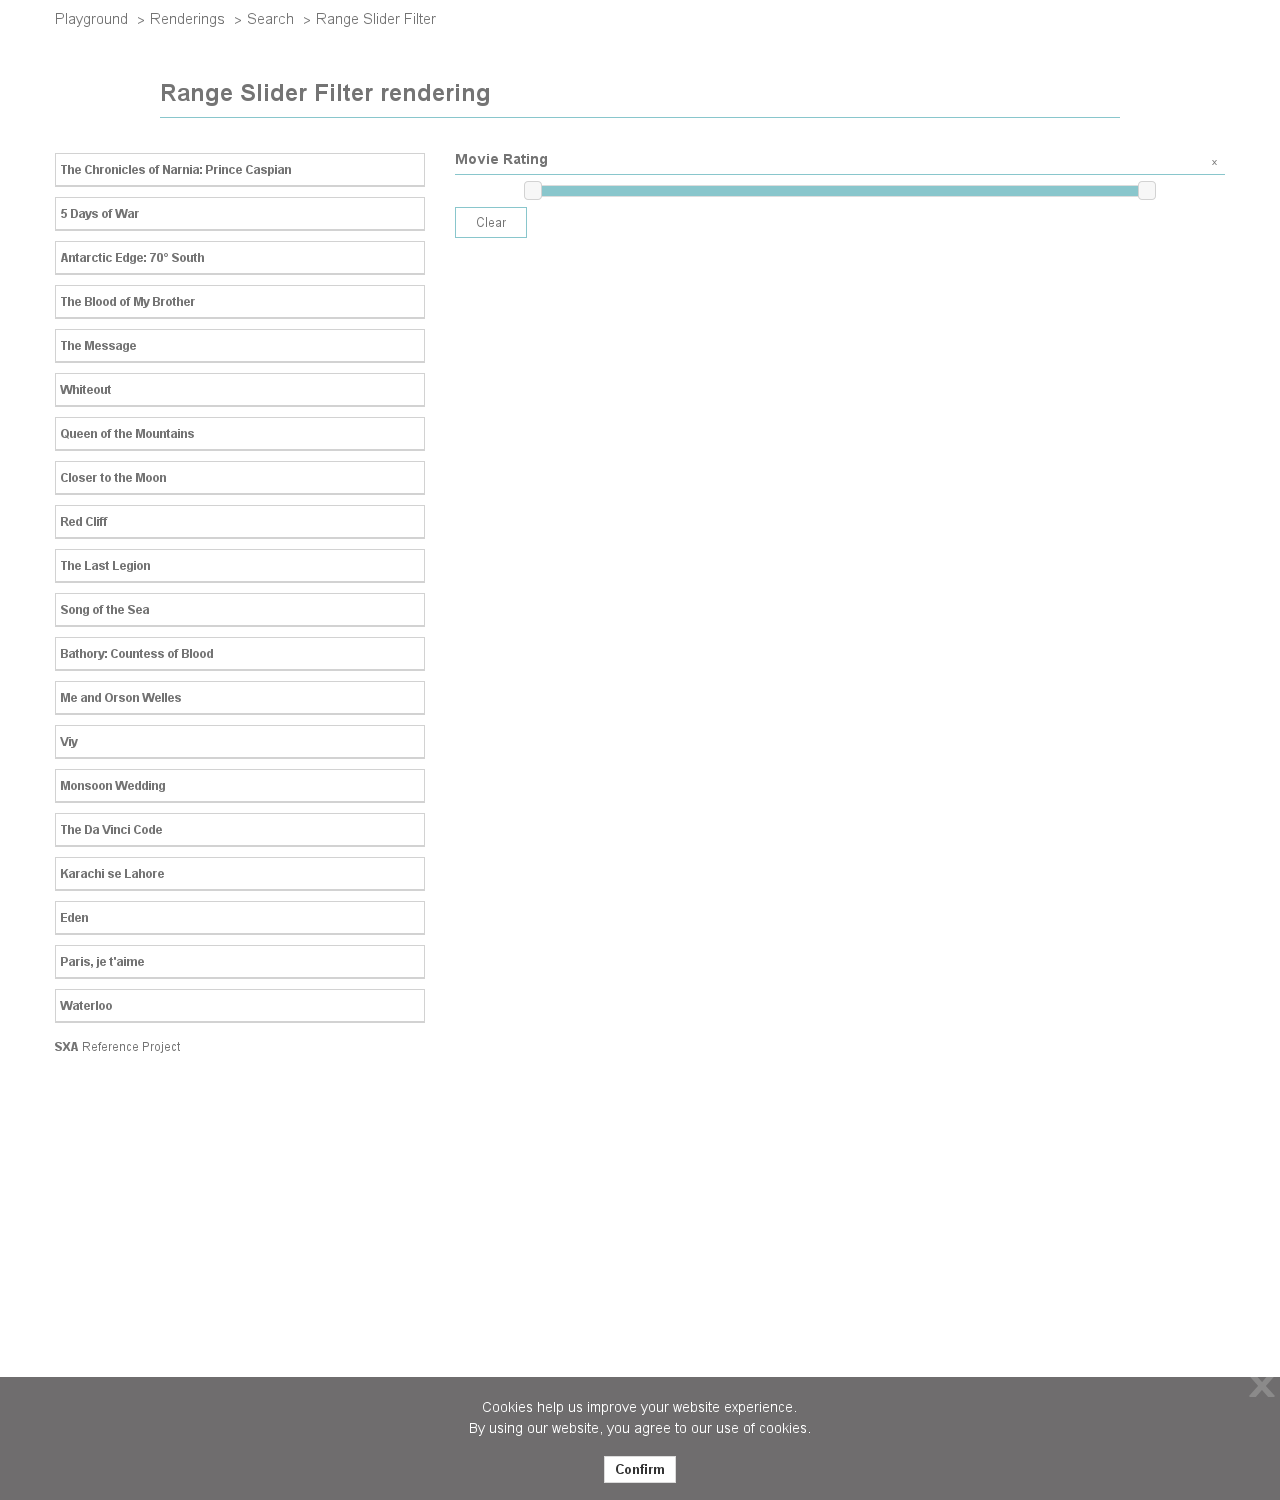 Playground > Renderings > Search > Range Slider Filter
Range Slider Filter rendering
The Chronicles of Narnia: Prince Caspian
5 Days of War
Antarctic Edge: 70° South
The Blood of My Brother
The Message
Whiteout
Queen of the Mountains
Closer to the Moon
Red Cliff
The Last Legion
Song of the Sea
Bathory: Countess of Blood
Me and Orson Welles
Viy
Monsoon Wedding
The Da Vinci Code
Karachi se Lahore
Eden
Paris, je t'aime
Waterloo
Movie Rating x
Clear
SXA Reference Project
X
Cookies help us improve your website experience.
By using our website, you agree to our use of cookies.
Confirm